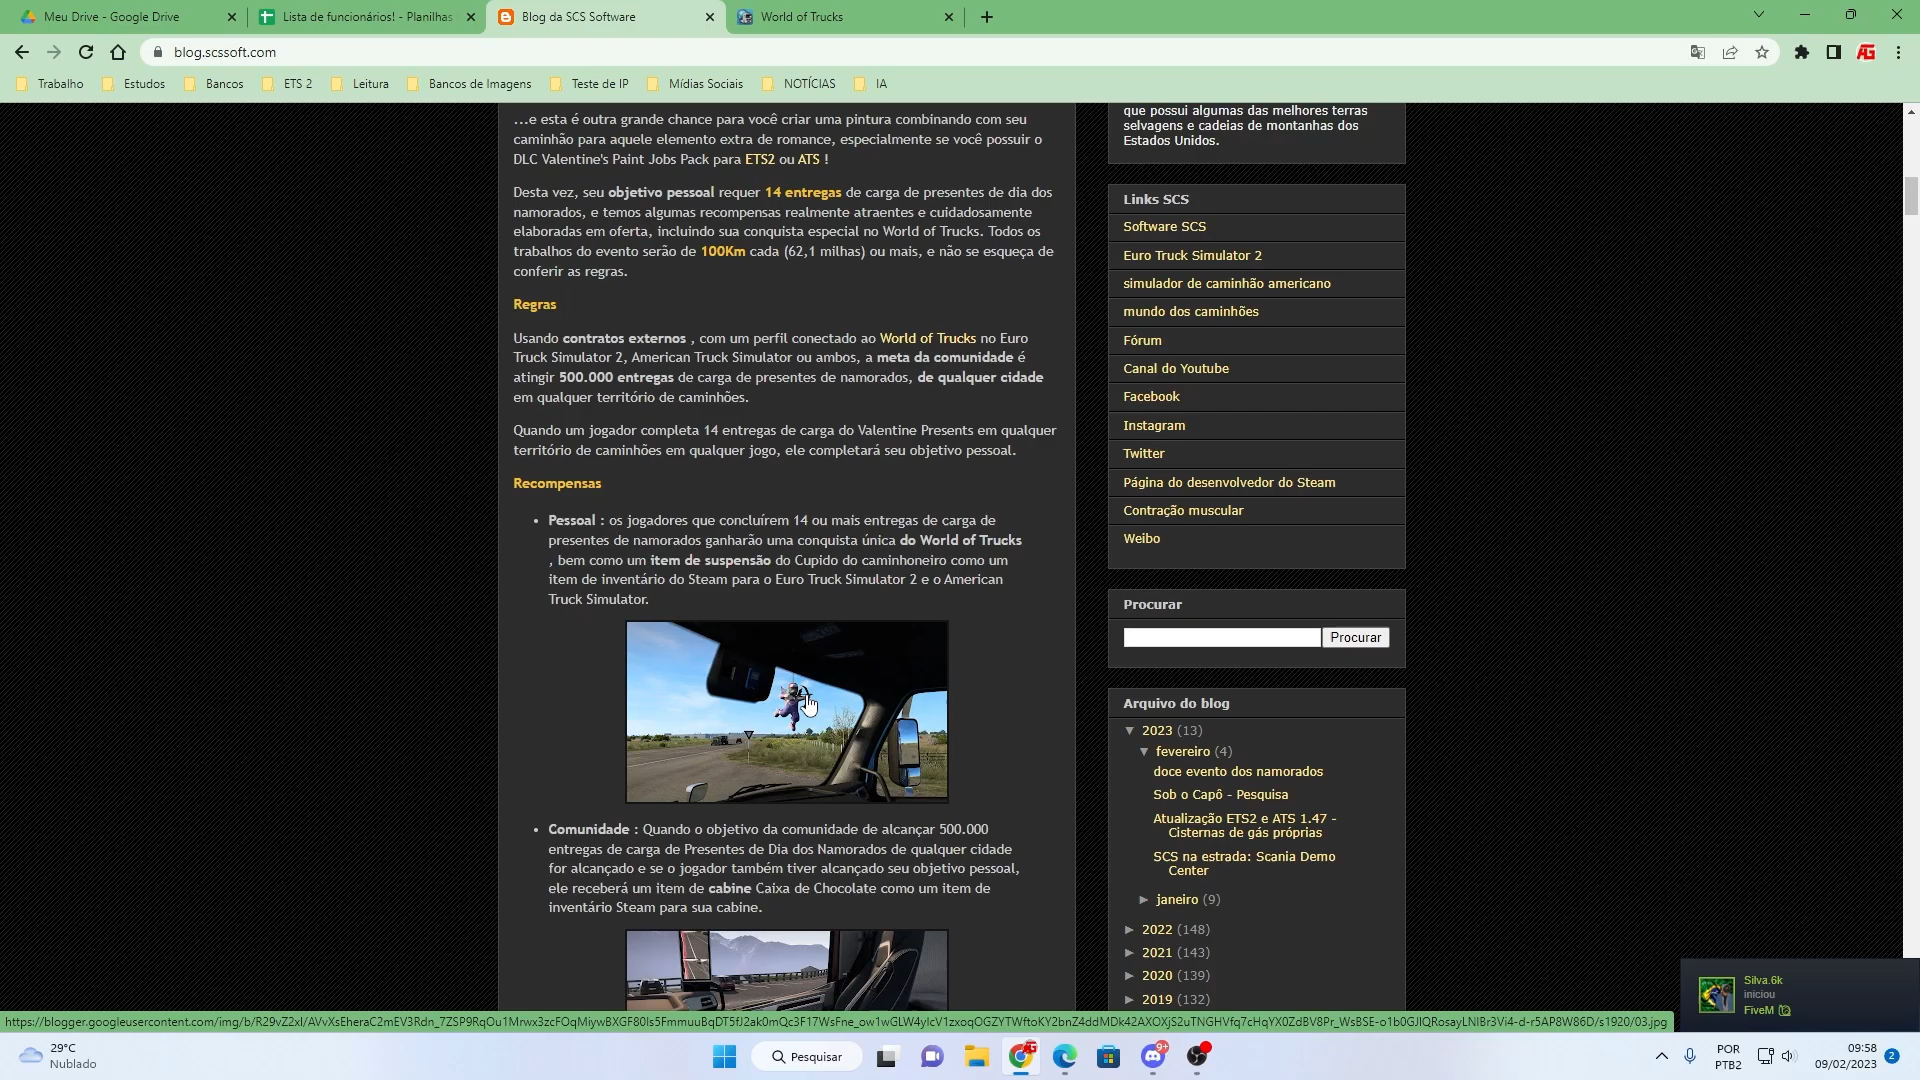 Meu Drive - Google Drive
Lista de funcionários! - Planilhas
Blog da SCS Software
World of Trucks
blog.scssoft.com
Trabalho
Estudos
Bancos
ETS 2
Leitura
Bancos de Imagens
Teste de IP
Mídias Sociais
NOTÍCIAS
IA
...e esta é outra grande chance para você criar uma pintura combinando com seu
caminhão para aquele elemento extra de romance, especialmente se você possuir o
DLC Valentine's Paint Jobs Pack para ETS2 ou ATS !
Desta vez, seu objetivo pessoal requer 14 entregas de carga de presentes de dia dos
namorados, e temos algumas recompensas realmente atraentes e cuidadosamente
elaboradas em oferta, incluindo sua conquista especial no World of Trucks. Todos os
trabalhos do evento serão de 100Km cada (62,1 milhas) ou mais, e não se esqueça de
conferir as regras.
Regras
Usando contratos externos , com um perfil conectado ao World of Trucks no Euro
Truck Simulator 2, American Truck Simulator ou ambos, a meta da comunidade é
atingir 500.000 entregas de carga de presentes de namorados, de qualquer cidade
em qualquer território de caminhões.
Quando um jogador completa 14 entregas de carga do Valentine Presents em qualquer
território de caminhões em qualquer jogo, ele completará seu objetivo pessoal.
Recompensas
Pessoal : os jogadores que concluírem 14 ou mais entregas de carga de
presentes de namorados ganharão uma conquista única do World of Trucks
, bem como um item de suspensão do Cupido do caminhoneiro como um
item de inventário do Steam para o Euro Truck Simulator 2 e o American
Truck Simulator.
Comunidade : Quando o objetivo da comunidade de alcançar 500.000
entregas de carga de Presentes de Dia dos Namorados de qualquer cidade
for alcançado e se o jogador também tiver alcançado seu objetivo pessoal,
ele receberá um item de cabine Caixa de Chocolate como um item de
inventário Steam para sua cabine.
que possui algumas das melhores terras
selvagens e cadeias de montanhas dos
Estados Unidos.
Links SCS
Software SCS
Euro Truck Simulator 2
simulador de caminhão americano
mundo dos caminhões
Fórum
Canal do Youtube
Facebook
Instagram
Twitter
Página do desenvolvedor do Steam
Contração muscular
Weibo
Procurar
Procurar
Arquivo do blog
▼ 2023 (13)
▼ fevereiro (4)
doce evento dos namorados
Sob o Capô - Pesquisa
Atualização ETS2 e ATS 1.47 -
Cisternas de gás próprias
SCS na estrada: Scania Demo
Center
► janeiro (9)
► 2022 (148)
► 2021 (143)
► 2020 (139)
► 2019 (132)
Silva.6k
iniciou
FiveM
29°C
Nublado
Pesquisar
9+
POR
PTB2
09:58
09/02/2023
2